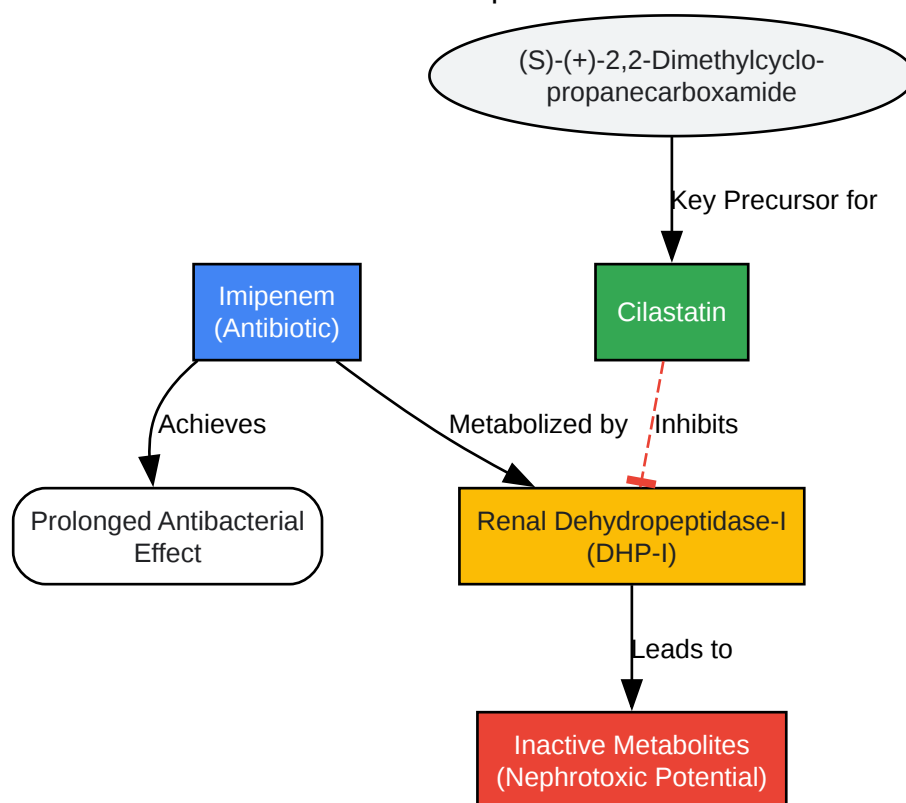 (S)-(+)-2,2-Dimethylcyclo-
propanecarboxamide
Key Precursor for
Imipenem
(Antibiotic)
Cilastatin
Achieves
Metabolized by
Inhibits
Prolonged Antibacterial
Effect
Renal Dehydropeptidase-I
(DHP-I)
Leads to
Inactive Metabolites
(Nephrotoxic Potential)